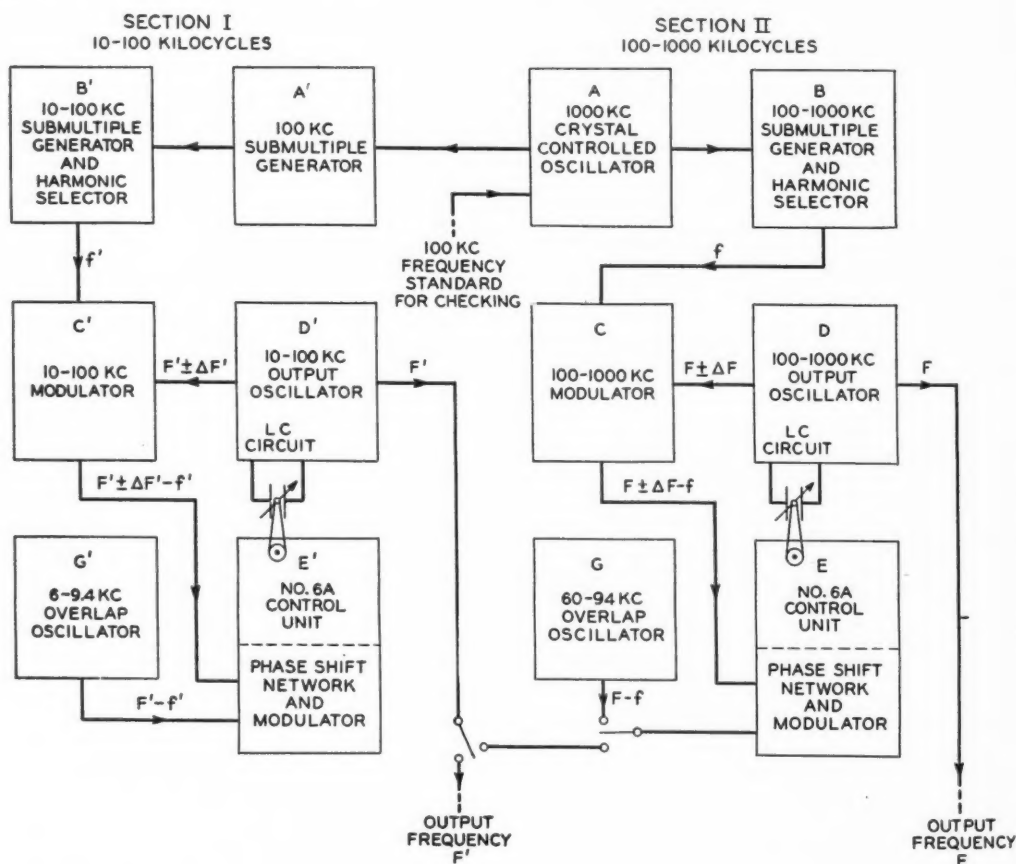 SECTION I
10-100 KILOCYCLES
SECTION II
100-1000 KILOCYCLES
B'
10-100 KC
SUBMULTIPLE
GENERATOR
AND
HARMONIC
SELECTOR
A'
100 KC
SUBMULTIPLE
GENERATOR
A
1000 KC
CRYSTAL
CONTROLLED
OSCILLATOR
B
100-1000 KC
SUBMULTIPLE
GENERATOR
AND
HARMONIC
SELECTOR
f'
100 KC
FREQUENCY
STANDARD
FOR CHECKING
f
C'
10-100 KC
MODULATOR
F'±ΔF'
D'
10-100 KC
OUTPUT
OSCILLATOR
LC
CIRCUIT
F'
C
100-1000 KC
MODULATOR
F±ΔF
D
100-1000 KC
OUTPUT
OSCILLATOR
LC
CIRCUIT
F
F'±ΔF'-f'
F±ΔF-f
G'
6-9.4 KC
OVERLAP
OSCILLATOR
E'
NO. 6A
CONTROL
UNIT
PHASE SHIFT
NETWORK
AND
MODULATOR
F'-f'
G
60-94 KC
OVERLAP
OSCILLATOR
F-f
E
NO. 6A
CONTROL
UNIT
PHASE SHIFT
NETWORK
AND
MODULATOR
OUTPUT
FREQUENCY
F'
OUTPUT
FREQUENCY
F